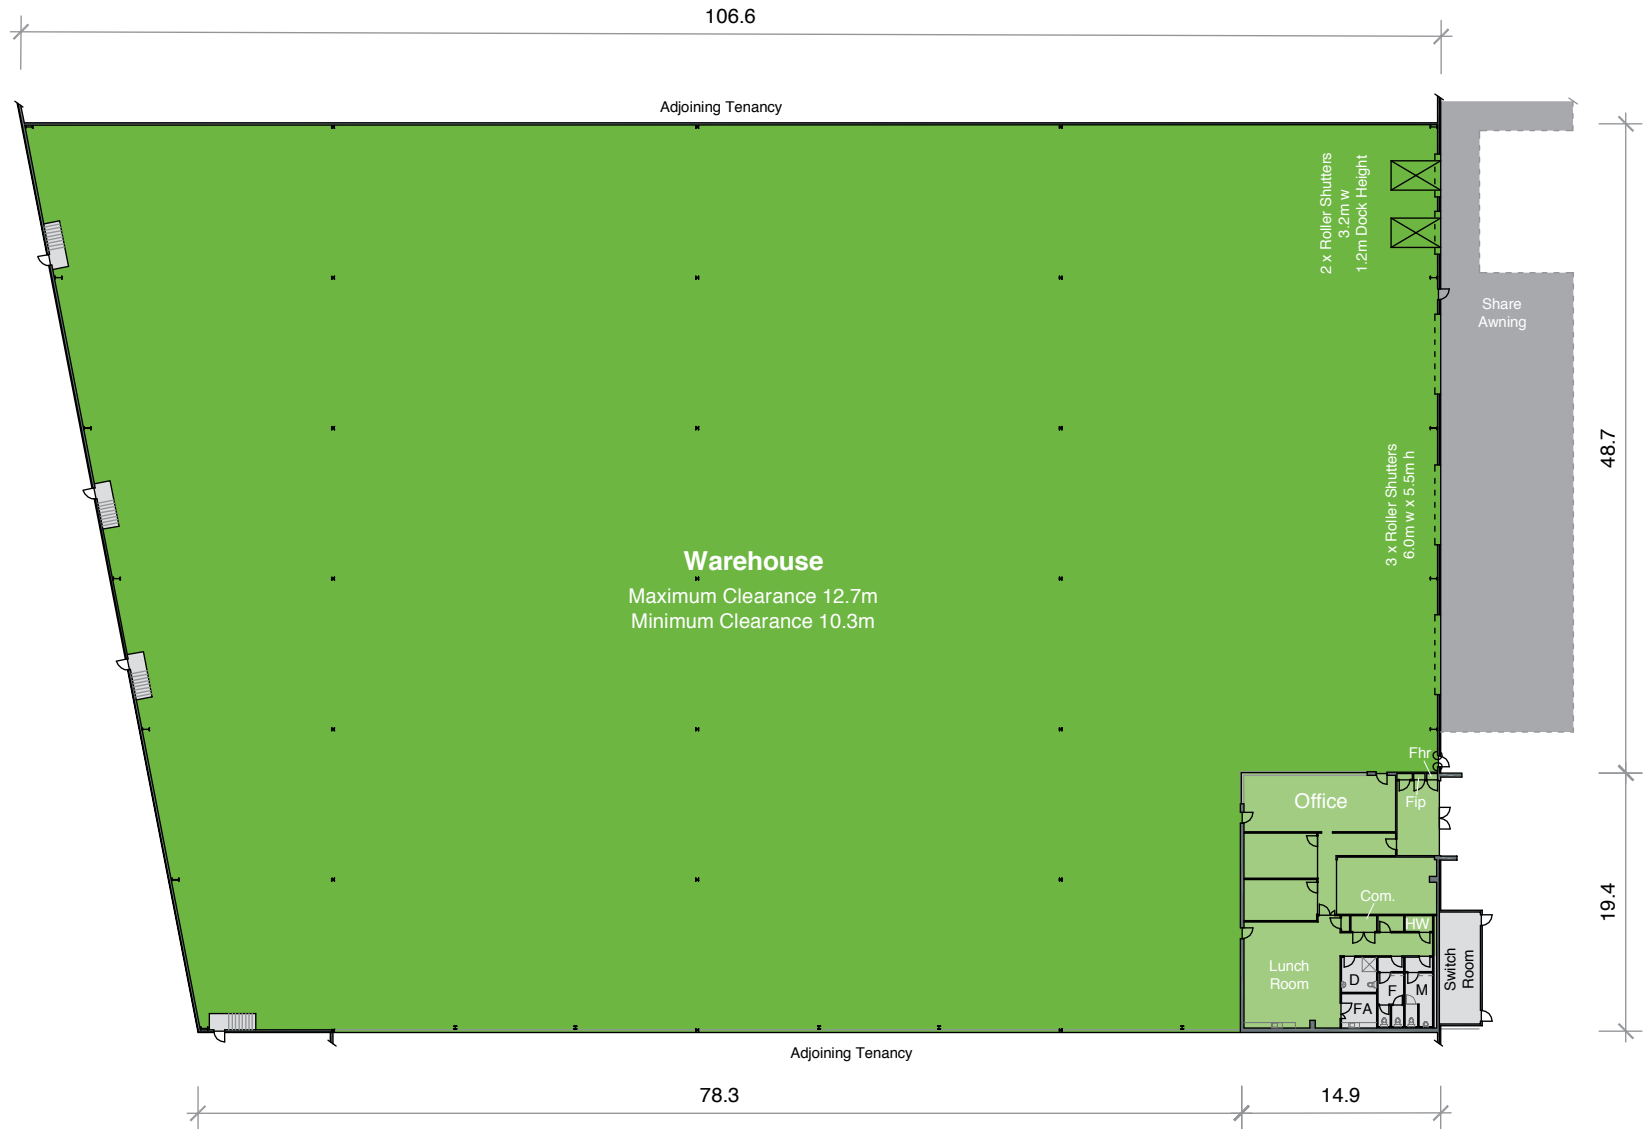 106.6
Adjoining Tenancy
2 x Roller Shutters
3.2m w
1.2m Dock Height
Share
Awning
48.7
3 x Roller Shutters
6.0m w x 5.5m h
Warehouse
Maximum Clearance 12.7m
Minimum Clearance 10.3m
Fhr
Fip
Office
Com.
HW
19.4
Lunch
Room
D
F
M
FA
Switch
Room
Adjoining Tenancy
78.3
14.9